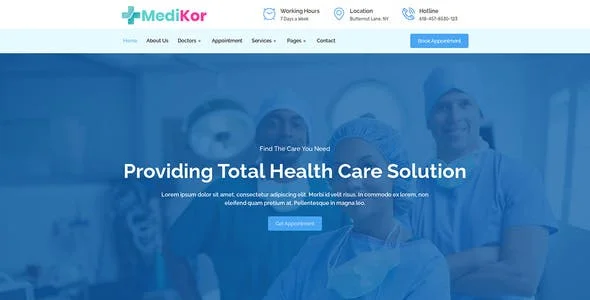 MediKor
Working Hours
7 Days a Week
Location
Butternut Lane, NY
Hotline
618-457-8630-123
Home
About Us
Doctors
Appointment
Services
Pages
Contact
Book Appointment
Find The Care You Need
Providing Total Health Care Solution
Lorem ipsum dolor sit amet, consectetur adipiscing elit. Morbi id velit risus. In commodo ex lorem, non
eleifend quam pretium at. Pellentesque in magna leo.
Get Appointment